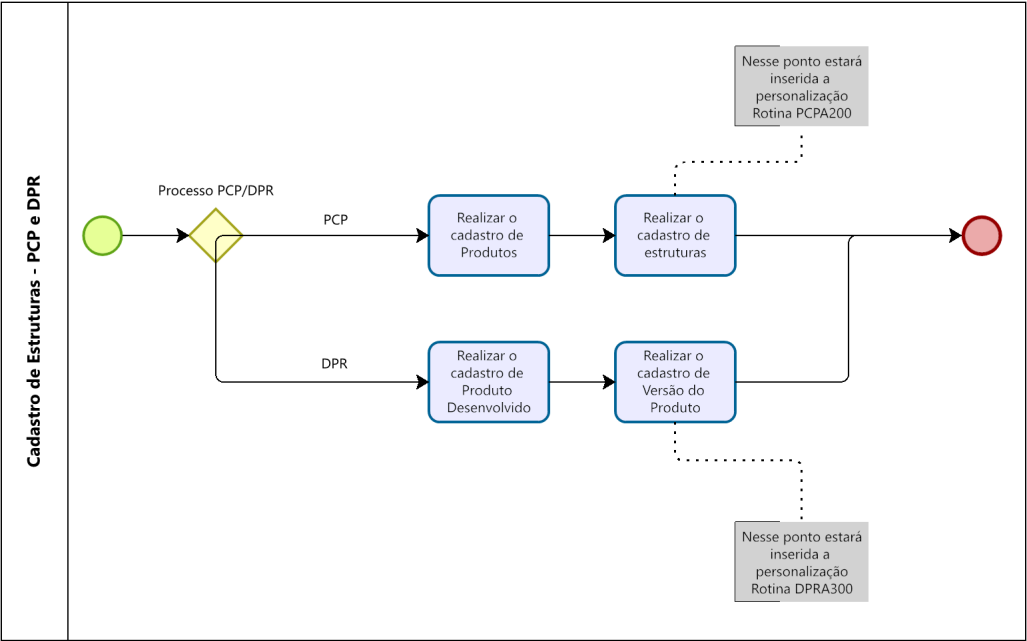 Cadastro de Estruturas - PCP e DPR
Nesse ponto estará
inserida a
personalização
Rotina PCPA200
Processo PCP/DPR
PCP
Realizar o
cadastro de
Produtos
Realizar o
cadastro de
estruturas
DPR
Realizar o
cadastro de
Produto
Desenvolvido
Realizar o
cadastro de
Versão do
Produto
Nesse ponto estará
inserida a
personalização
Rotina DPRA300